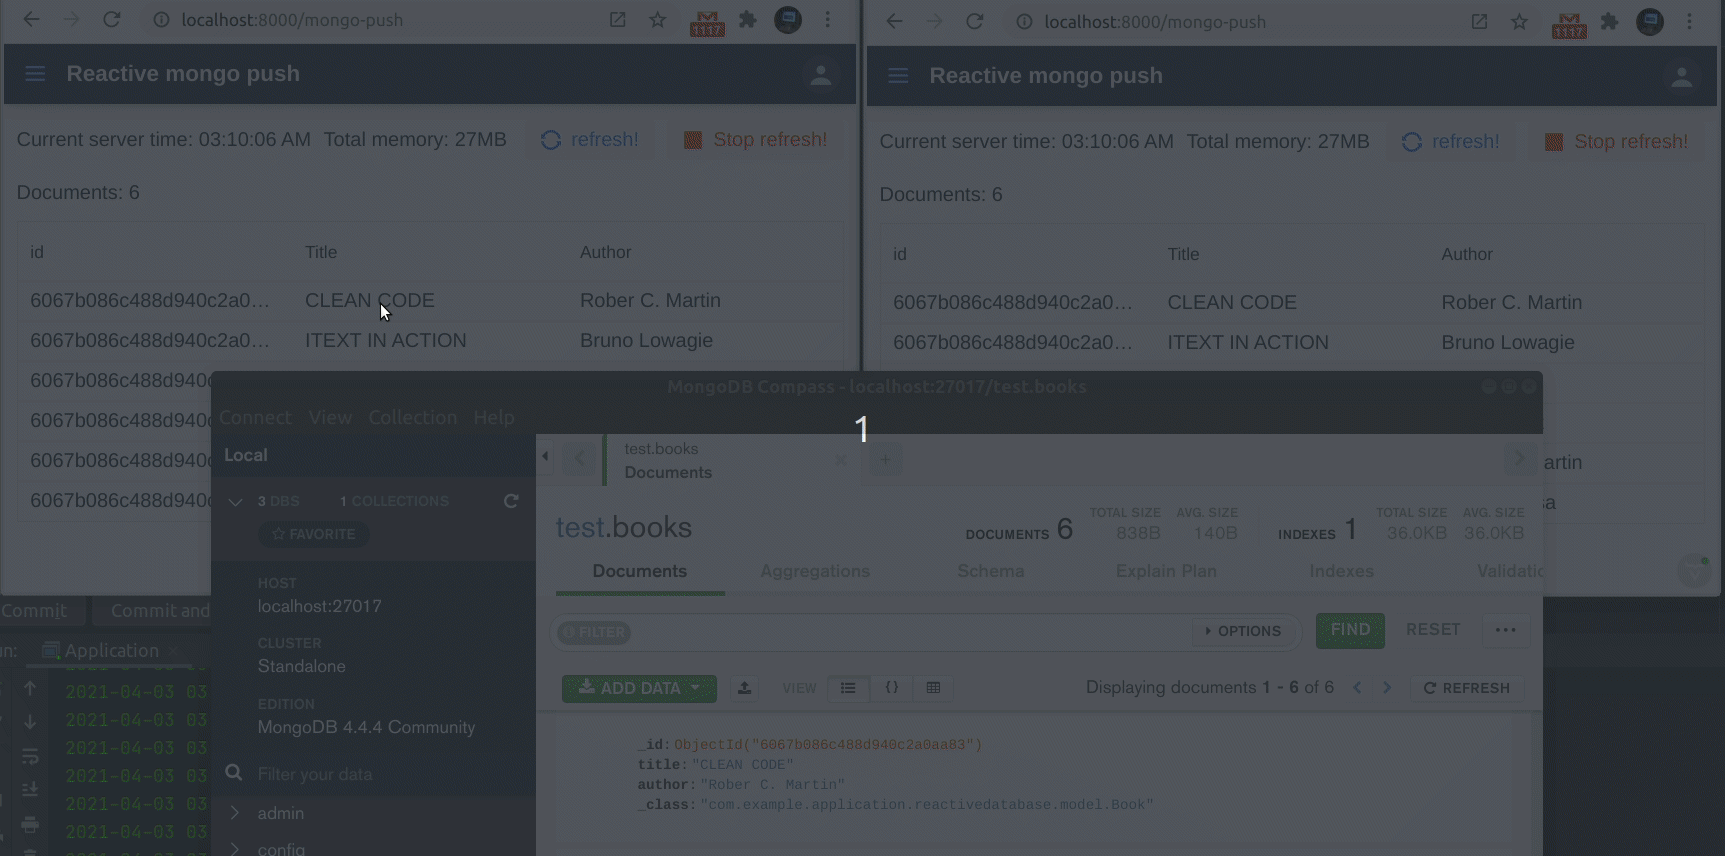 localhost:8000/mongo-push
1117
Reactive mongo push
Current server time: 03:10:06 AM Total memory: 27MB refresh! Stop refresh!
Documents: 6
id Title Author
6067b086c488d940c2a0… CLEAN CODE Rober C. Martin
6067b086c488d940c2a0… ITEXT IN ACTION Bruno Lowagie
6067b086c488d940
6067b086c488d940
6067b086c488d940
6067b086c488d940
localhost:8000/mongo-push
1117
Reactive mongo push
Current server time: 03:10:06 AM Total memory: 27MB refresh! Stop refresh!
Documents: 6
id Title Author
6067b086c488d940c2a0… CLEAN CODE Rober C. Martin
6067b086c488d940c2a0… ITEXT IN ACTION Bruno Lowagie
artin
sa
MongoDB Compass - localhost:27017/test.books
Connect View Collection Help
1
Local
3 DBS 1 COLLECTIONS
FAVORITE
HOST
localhost:27017
CLUSTER
Standalone
EDITION
MongoDB 4.4.4 Community
Filter your data
admin
config
test.books
Documents
test.books
DOCUMENTS 6 TOTAL SIZE 838B AVG. SIZE 140B INDEXES 1 TOTAL SIZE 36.0KB AVG. SIZE 36.0KB
Documents Aggregations Schema Explain Plan Indexes Validatio
FILTER OPTIONS FIND RESET
ADD DATA VIEW {} Displaying documents 1 - 6 of 6 REFRESH
_id: ObjectId("6067b086c488d940c2a0aa83")
title: "CLEAN CODE"
author: "Rober C. Martin"
_class: "com.example.application.reactivedatabase.model.Book"
Commit Commit and
un: Application
2021-04-03 03
2021-04-03 03
2021-04-03 03
2021-04-03 03
2021-04-03 03
2021-04-03 03
2021-04-03 03